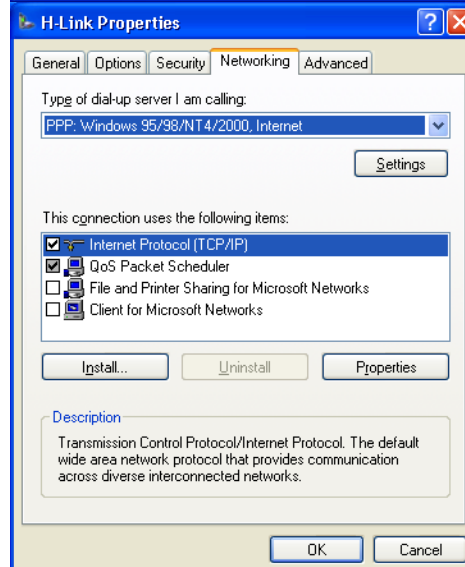 H-Link Properties
General Options Security Networking Advanced
Type of dial-up server I am calling:
PPP: Windows 95/98/NT4/2000, Internet
Settings
This connection uses the following items:
Internet Protocol (TCP/IP)
QoS Packet Scheduler
File and Printer Sharing for Microsoft Networks
Client for Microsoft Networks
Install... Uninstall Properties
Description
Transmission Control Protocol/Internet Protocol. The default
wide area network protocol that provides communication
across diverse interconnected networks.
OK Cancel